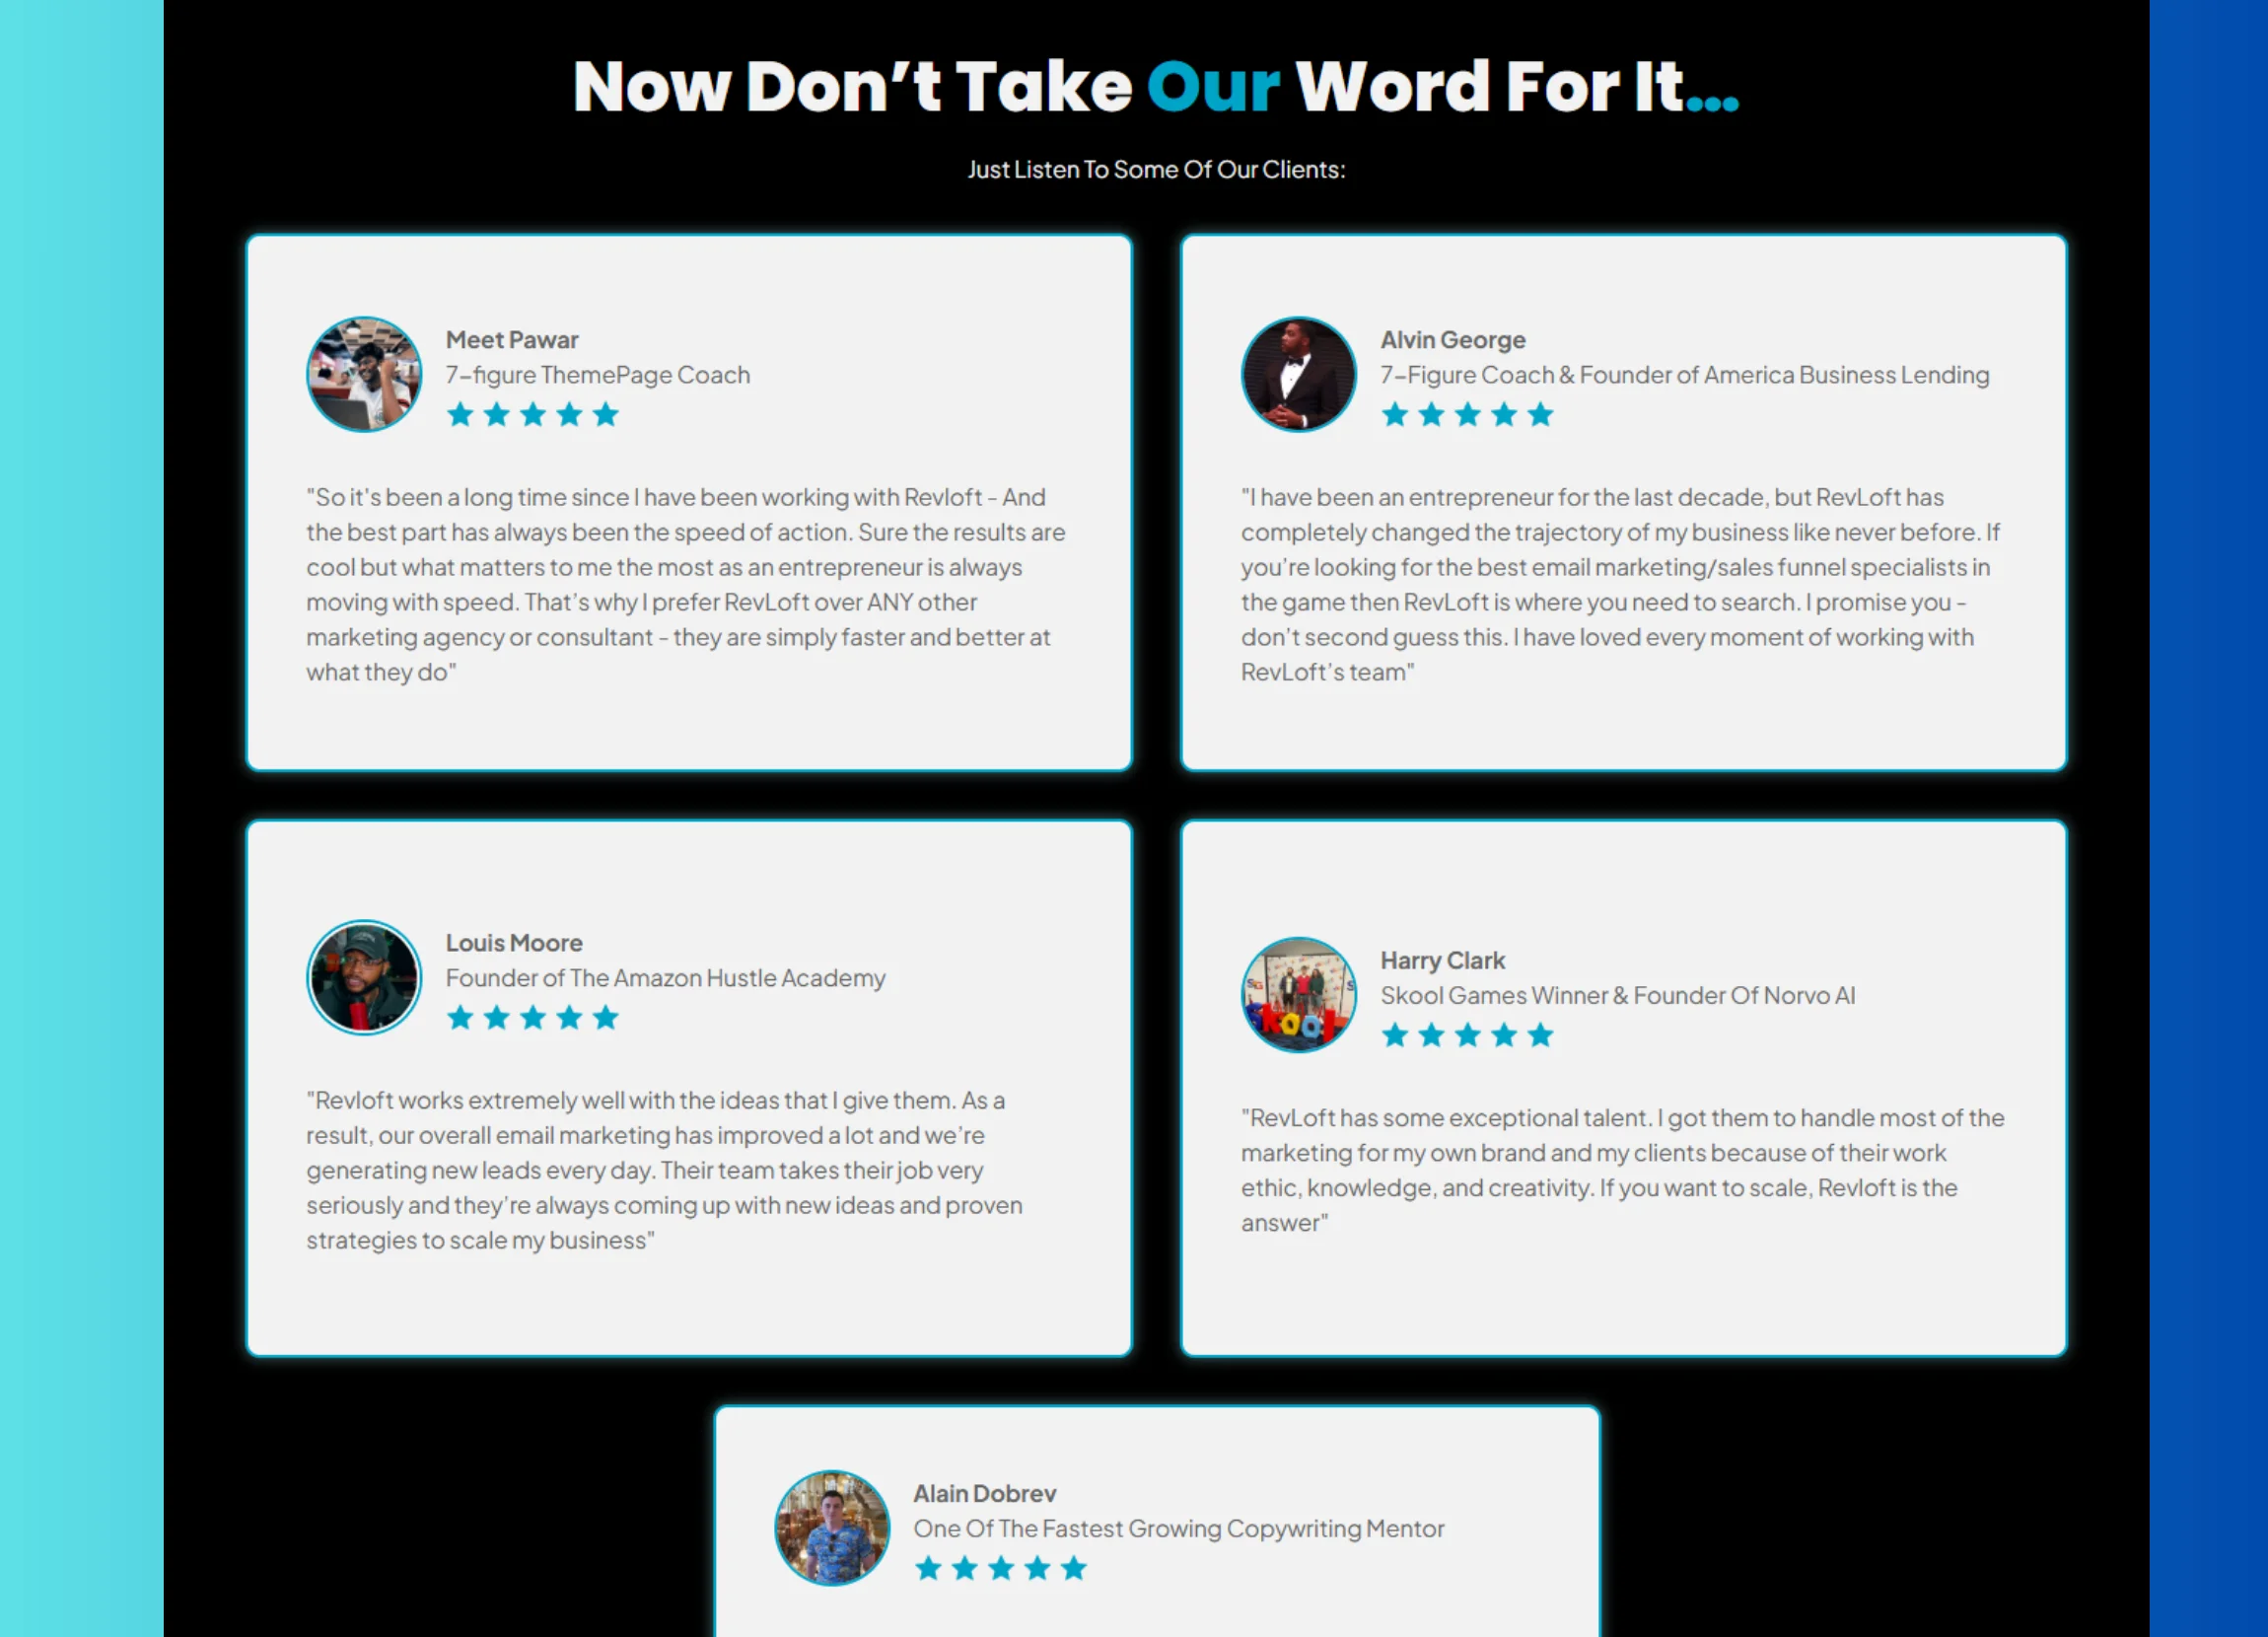 Now Don’t Take Our Word For It...
Just Listen To Some Of Our Clients:
Meet Pawar
7-figure ThemePage Coach
"So it's been a long time since I have been working with Revloft - And
the best part has always been the speed of action. Sure the results are
cool but what matters to me the most as an entrepreneur is always
moving with speed. That’s why I prefer RevLoft over ANY other
marketing agency or consultant - they are simply faster and better at
what they do"
Alvin George
7-Figure Coach & Founder of America Business Lending
"I have been an entrepreneur for the last decade, but RevLoft has
completely changed the trajectory of my business like never before. If
you’re looking for the best email marketing/sales funnel specialists in
the game then RevLoft is where you need to search. I promise you -
don’t second guess this. I have loved every moment of working with
RevLoft’s team"
Louis Moore
Founder of The Amazon Hustle Academy
"Revloft works extremely well with the ideas that I give them. As a
result, our overall email marketing has improved a lot and we’re
generating new leads every day. Their team takes their job very
seriously and they’re always coming up with new ideas and proven
strategies to scale my business"
Harry Clark
Skool Games Winner & Founder Of Norvo AI
"RevLoft has some exceptional talent. I got them to handle most of the
marketing for my own brand and my clients because of their work
ethic, knowledge, and creativity. If you want to scale, Revloft is the
answer"
Alain Dobrev
One Of The Fastest Growing Copywriting Mentor